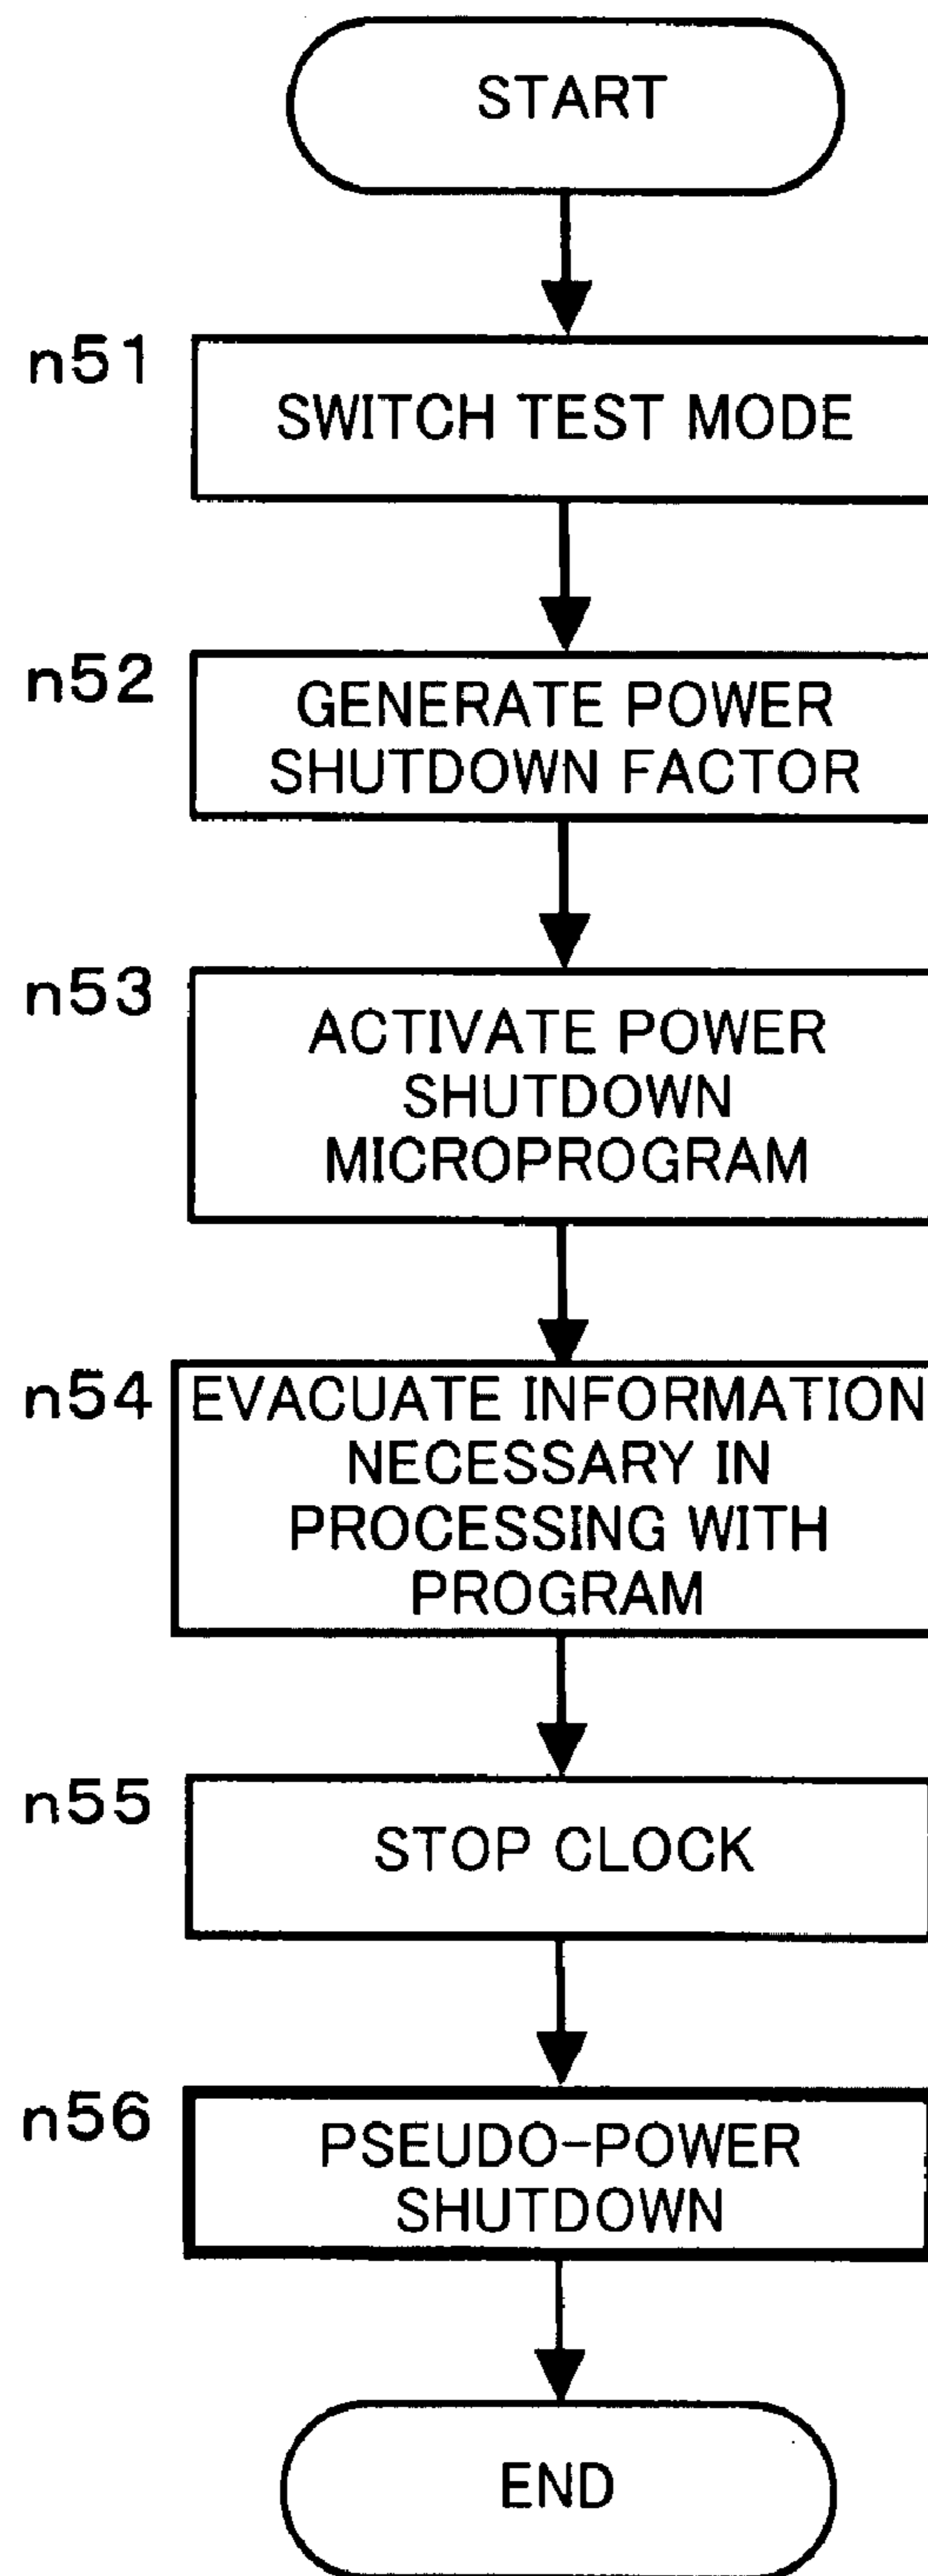 START
n51
SWITCH TEST MODE
n52
GENERATE POWER
SHUTDOWN FACTOR
n53
ACTIVATE POWER
SHUTDOWN
MICROPROGRAM
n54
EVACUATE INFORMATION
NECESSARY IN
PROCESSING WITH
PROGRAM
n55
STOP CLOCK
n56
PSEUDO-POWER
SHUTDOWN
END